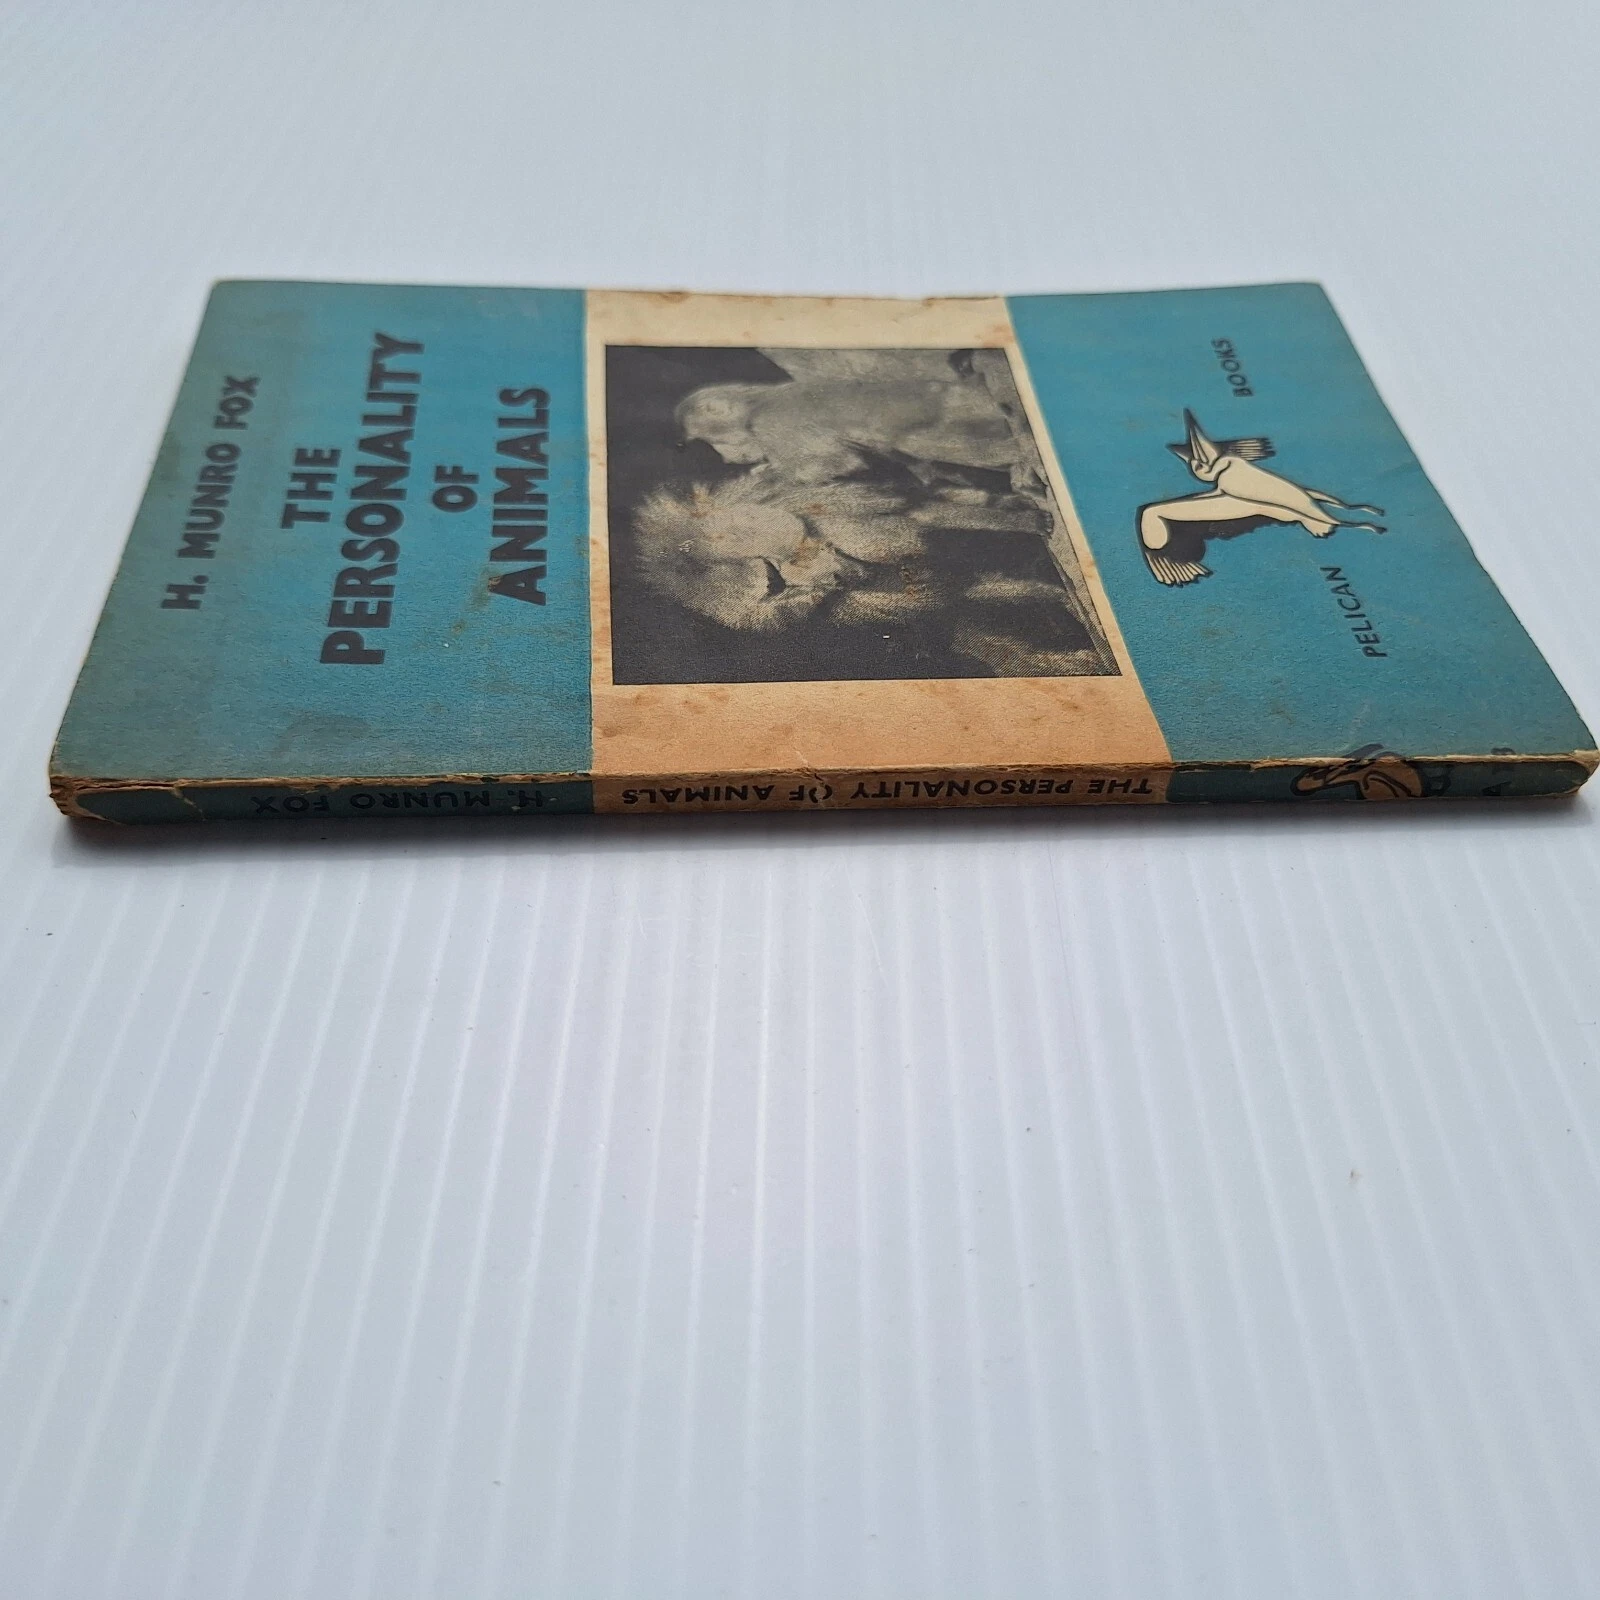 H. MUNRO FOX
THE
PERSONALITY
OF
ANIMALS
PELICAN BOOKS
H. MUNRO FOX
THE PERSONALITY OF ANIMALS